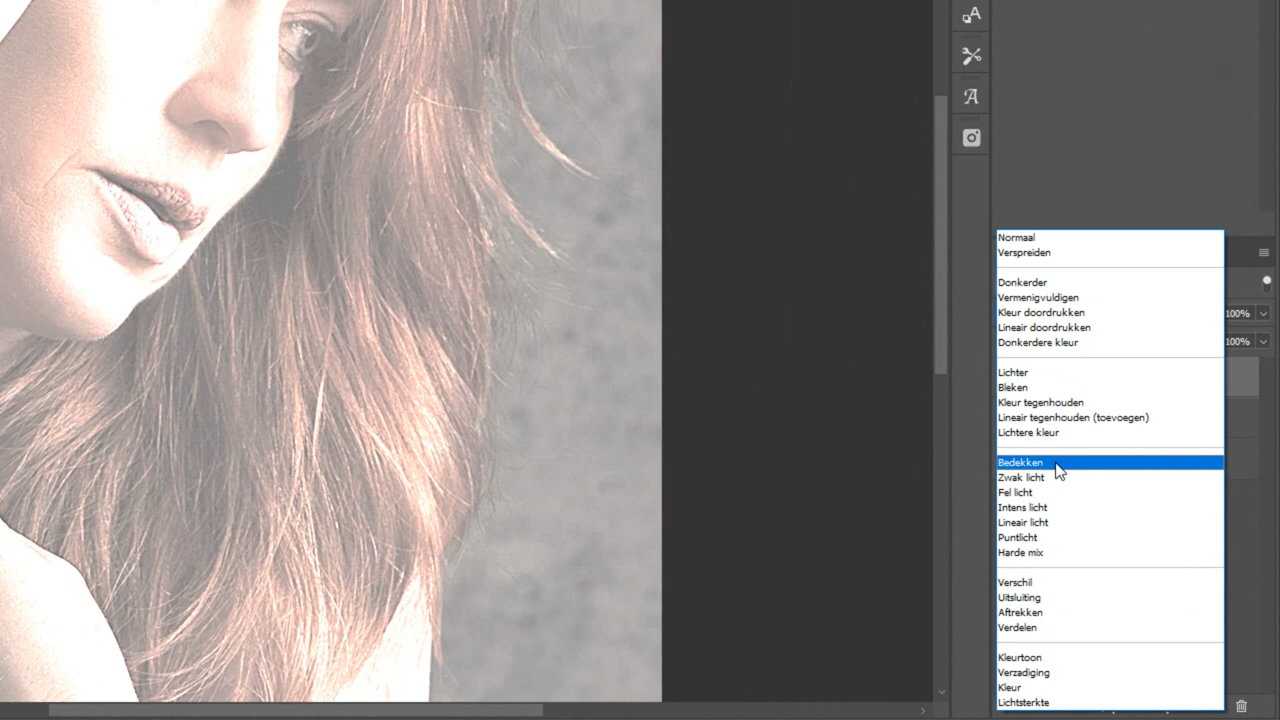 A
A
Normaal
Verspreiden
Donkerder
Vermenigvuldigen
Kleur doordrukken
100%
Lineair doordrukken
Donkerdere kleur
100%
Lichter
Bleken
Kleur tegenhouden
Lineair tegenhouden (toevoegen)
Lichtere kleur
Bedekken
Zwak licht
Fel licht
Intens licht
Lineair licht
Puntlicht
Harde mix
Verschil
Uitsluiting
Aftrekken
Verdelen
Kleurtoon
Verzadiging
Kleur
Lichtsterkte